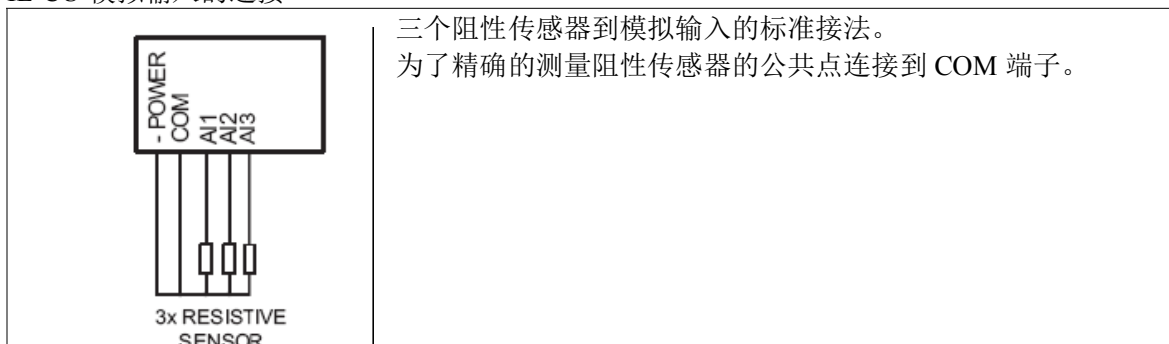 三个阻性传感器到模拟输入的标准接法。
为了精确的测量阻性传感器的公共点连接到 COM 端子。
- POWER
COM
AI1
AI2
AI3
3x RESISTIVE
SENSOR